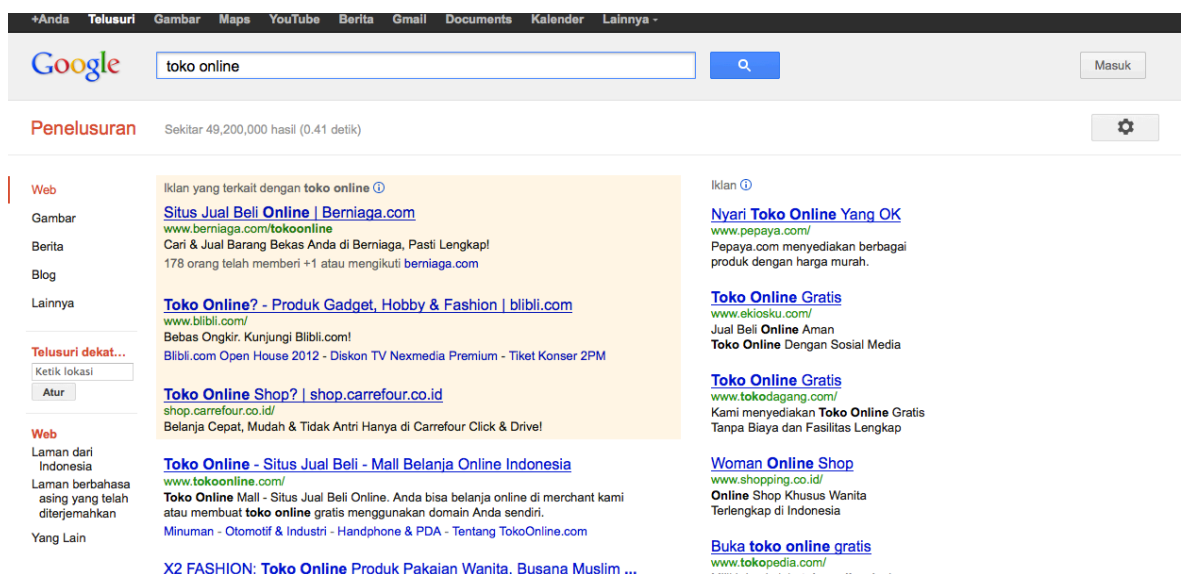 +Anda Telusuri Gambar Maps YouTube Berita Gmail Documents Kalender Lainnya
Google
toko online
Masuk
Penelusuran
Sekitar 49,200,000 hasil (0.41 detik)
Web
Gambar
Berita
Blog
Lainnya
Telusuri dekat...
Ketik lokasi
Atur
Web
Laman dari
Indonesia
Laman berbahasa
asing yang telah
diterjemahkan
Yang Lain
Iklan yang terkait dengan toko online
Situs Jual Beli Online | Berniaga.com
www.berniaga.com/tokoonline
Cari & Jual Barang Bekas Anda di Berniaga, Pasti Lengkap!
178 orang telah memberi +1 atau mengikuti berniaga.com
Toko Online? - Produk Gadget, Hobby & Fashion | blibli.com
www.blibli.com/
Bebas Ongkir. Kunjungi Blibli.com!
Blibli.com Open House 2012 - Diskon TV Nexmedia Premium - Tiket Konser 2PM
Toko Online Shop? | shop.carrefour.co.id
shop.carrefour.co.id/
Belanja Cepat, Mudah & Tidak Antri Hanya di Carrefour Click & Drive!
Toko Online - Situs Jual Beli - Mall Belanja Online Indonesia
www.tokoonline.com/
Toko Online Mall - Situs Jual Beli Online. Anda bisa belanja online di merchant kami
atau membuat toko online gratis menggunakan domain Anda sendiri.
Minuman - Otomotif & Industri - Handphone & PDA - Tentang TokoOnline.com
X2 FASHION: Toko Online Produk Pakaian Wanita, Busana Muslim ...
Iklan
Nyari Toko Online Yang OK
www.pepaya.com/
Pepaya.com menyediakan berbagai
produk dengan harga murah.
Toko Online Gratis
www.ekiosku.com/
Jual Beli Online Aman
Toko Online Dengan Sosial Media
Toko Online Gratis
www.tokodagang.com/
Kami menyediakan Toko Online Gratis
Tanpa Biaya dan Fasilitas Lengkap
Woman Online Shop
www.shopping.co.id/
Online Shop Khusus Wanita
Terlengkap di Indonesia
Buka toko online gratis
www.tokopedia.com/